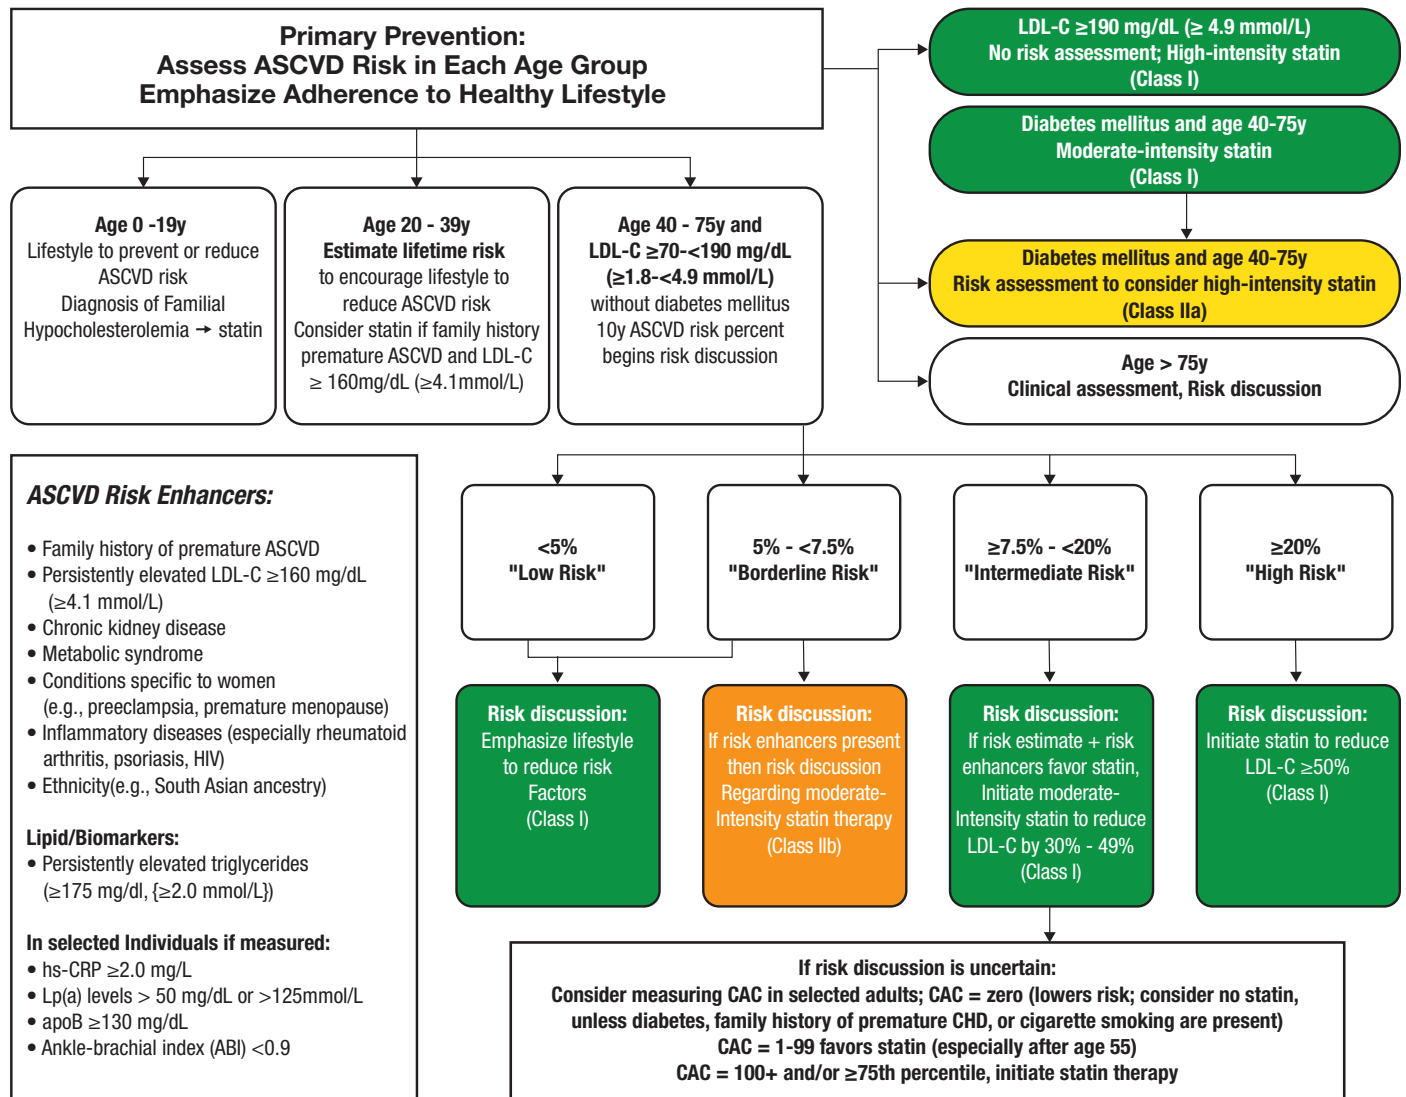 Primary Prevention:
Assess ASCVD Risk in Each Age Group
Emphasize Adherence to Healthy Lifestyle
LDL-C ≥190 mg/dL (≥ 4.9 mmol/L)
No risk assessment; High-intensity statin
(Class I)
Diabetes mellitus and age 40-75y
Moderate-intensity statin
(Class I)
Diabetes mellitus and age 40-75y
Risk assessment to consider high-intensity statin
(Class IIa)
Age > 75y
Clinical assessment, Risk discussion
Age 0 -19y
Lifestyle to prevent or reduce
ASCVD risk
Diagnosis of Familial
Hypocholesterolemia → statin
Age 20 - 39y
Estimate lifetime risk
to encourage lifestyle to
reduce ASCVD risk
Consider statin if family history
premature ASCVD and LDL-C
≥ 160mg/dL (≥4.1mmol/L)
Age 40 - 75y and
LDL-C ≥70-<190 mg/dL
(≥1.8-<4.9 mmol/L)
without diabetes mellitus
10y ASCVD risk percent
begins risk discussion
ASCVD Risk Enhancers:
• Family history of premature ASCVD
• Persistently elevated LDL-C ≥160 mg/dL
(≥4.1 mmol/L)
• Chronic kidney disease
• Metabolic syndrome
• Conditions specific to women
(e.g., preeclampsia, premature menopause)
• Inflammatory diseases (especially rheumatoid
arthritis, psoriasis, HIV)
• Ethnicity(e.g., South Asian ancestry)
Lipid/Biomarkers:
• Persistently elevated triglycerides
(≥175 mg/dl, {≥2.0 mmol/L})
In selected Individuals if measured:
• hs-CRP ≥2.0 mg/L
• Lp(a) levels > 50 mg/dL or >125mmol/L
• apoB ≥130 mg/dL
• Ankle-brachial index (ABI) <0.9
<5%
"Low Risk"
5% - <7.5%
"Borderline Risk"
≥7.5% - <20%
"Intermediate Risk"
≥20%
"High Risk"
Risk discussion:
Emphasize lifestyle
to reduce risk
Factors
(Class I)
Risk discussion:
If risk enhancers present
then risk discussion
Regarding moderate-
Intensity statin therapy
(Class IIb)
Risk discussion:
If risk estimate + risk
enhancers favor statin,
Initiate moderate-
Intensity statin to reduce
LDL-C by 30% - 49%
(Class I)
Risk discussion:
Initiate statin to reduce
LDL-C ≥50%
(Class I)
If risk discussion is uncertain:
Consider measuring CAC in selected adults; CAC = zero (lowers risk; consider no statin,
unless diabetes, family history of premature CHD, or cigarette smoking are present)
CAC = 1-99 favors statin (especially after age 55)
CAC = 100+ and/or ≥75th percentile, initiate statin therapy